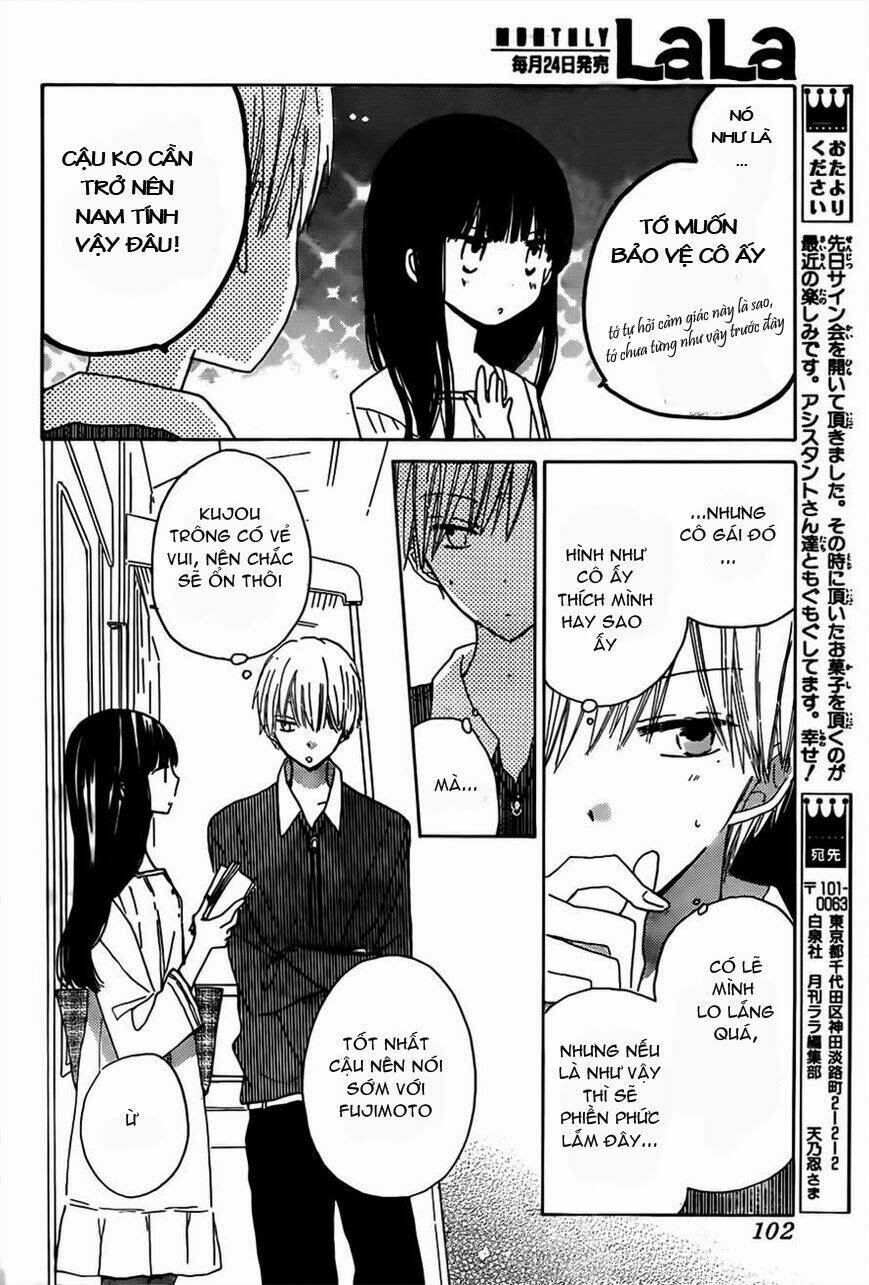 MONTHLY
毎月24日発売
LaLa
NÓ
NHƯ LÀ
...
TỚ MUỐN
BẢO VỆ CÔ ẤY
tớ tự hỏi cảm giác này là sao,
tớ chưa từng như vậy trước đây
CẬU KO CẦN
TRỞ NÊN
NAM TÍNH
VẬY ĐÂU!
...NHƯNG
CÔ GÁI ĐÓ
...
HÌNH NHƯ
CÔ ẤY
THÍCH MÌNH
HAY SAO
ẤY
CÓ LẼ
MÌNH
LO LẮNG
QUÁ,
NHƯNG NẾU
LÀ NHƯ VẬY
THÌ SẼ
PHIỀN PHỨC
LẮM ĐÂY...
MÀ...
KUJOU
TRÔNG CÓ VẺ
VUI, NÊN CHẮC
SẼ ỔN THÔI
TỐT NHẤT
CẬU NÊN NÓI
SỚM VỚI
FUJIMOTO
Ừ
おたより
ください
先日サイン会を開いて頂きました。その時に頂いたお菓子を頂くのが
最近の楽しみです。アシスタントさん達ともぐもぐしてます。幸せ!
宛先
〒101-0063
東京都千代田区神田淡路町2-2-2
白泉社 月刊ララ編集部 天乃忍さま
102